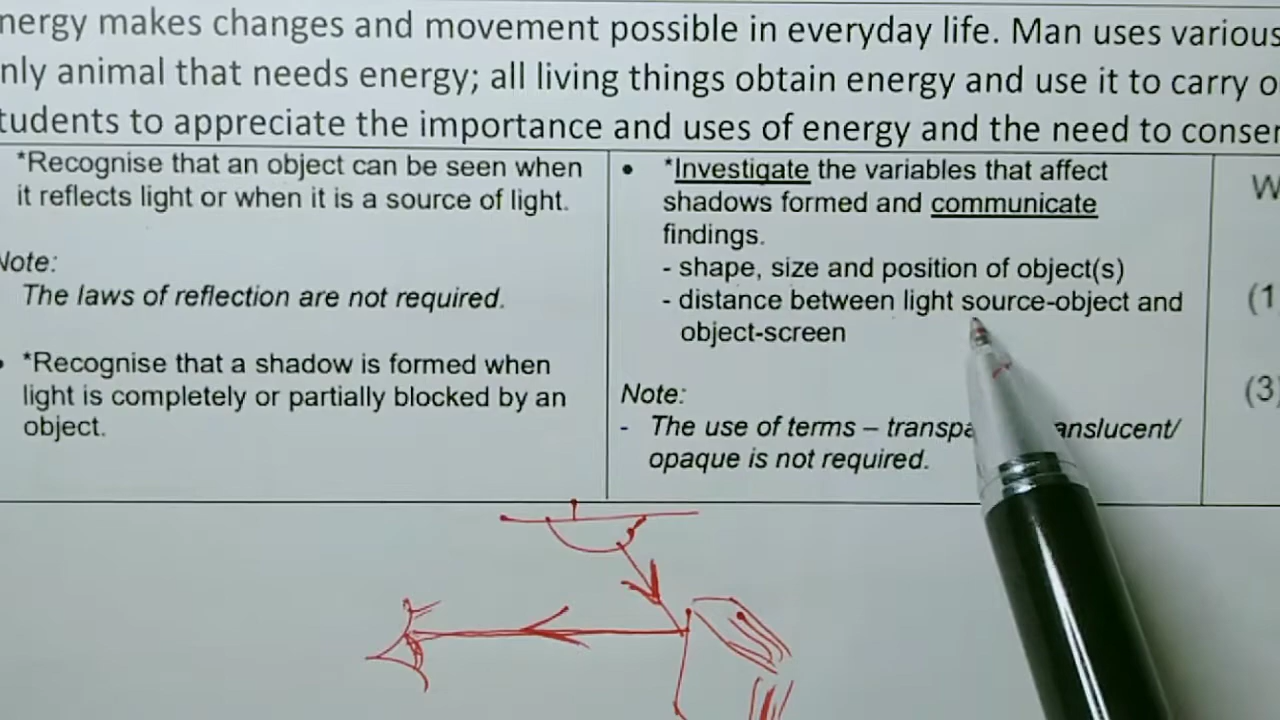 nergy makes changes and movement possible in everyday life. Man uses various
nly animal that needs energy; all living things obtain energy and use it to carry o
tudents to appreciate the importance and uses of energy and the need to conser
*Recognise that an object can be seen when
it reflects light or when it is a source of light.
Note:
The laws of reflection are not required.
*Recognise that a shadow is formed when
light is completely or partially blocked by an
object.
• *Investigate the variables that affect
shadows formed and communicate
findings.
- shape, size and position of object(s)
- distance between light source-object and
object-screen
Note:
- The use of terms – transpa anslucent/
opaque is not required.
W
(1
(3)